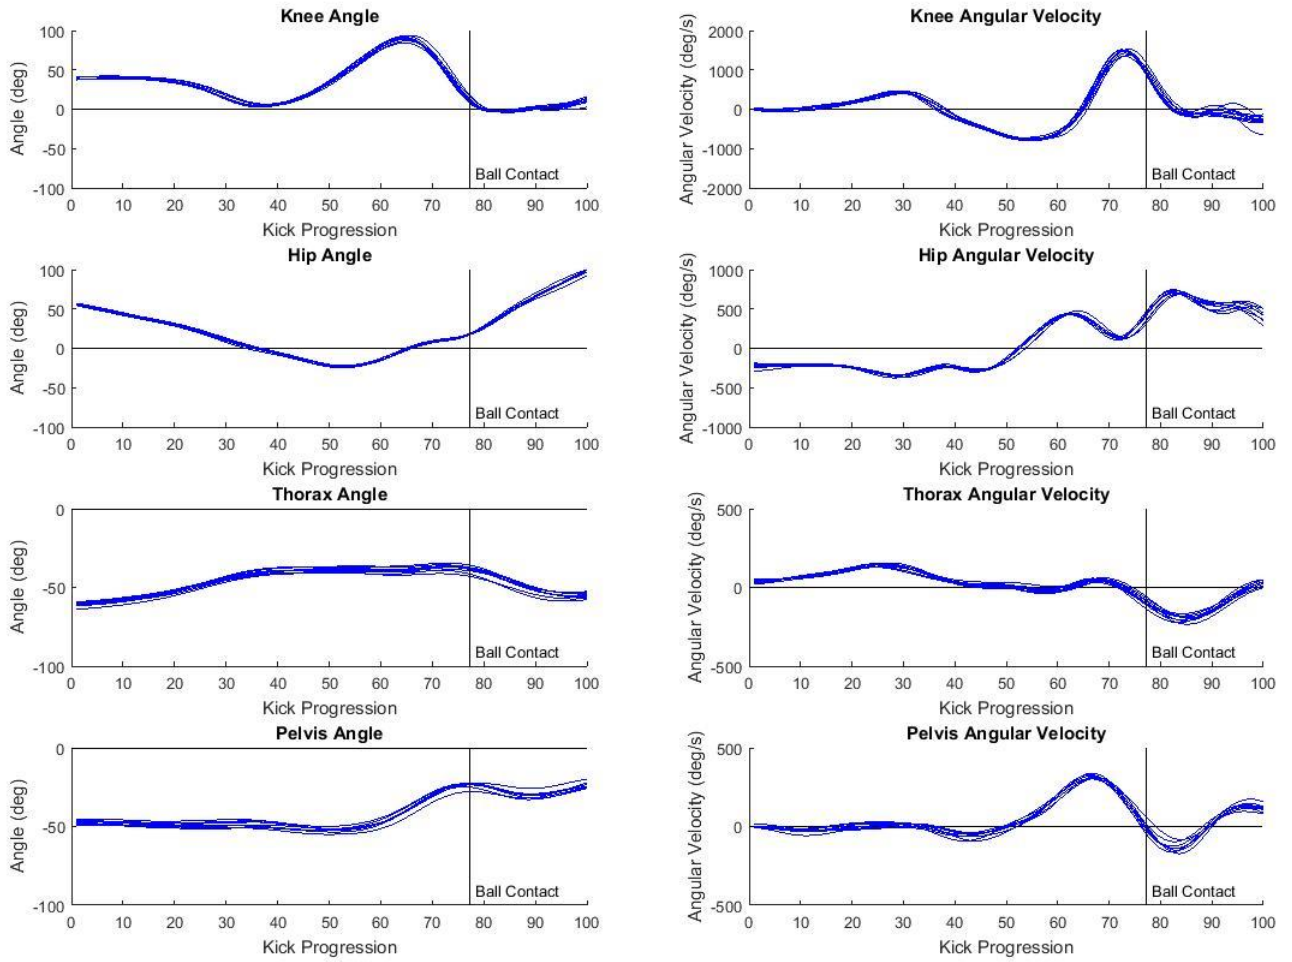 Knee Angle
Angle (deg)
100
50
0
-50
-100
Ball Contact
0 10 20 30 40 50 60 70 80 90 100
Kick Progression
Knee Angular Velocity
Angular Velocity (deg/s)
2000
1000
0
-1000
-2000
Ball Contact
0 10 20 30 40 50 60 70 80 90 100
Kick Progression
Hip Angle
Angle (deg)
100
50
0
-50
-100
Ball Contact
0 10 20 30 40 50 60 70 80 90 100
Kick Progression
Hip Angular Velocity
Angular Velocity (deg/s)
1000
500
0
-500
-1000
Ball Contact
0 10 20 30 40 50 60 70 80 90 100
Kick Progression
Thorax Angle
Angle (deg)
0
-50
-100
Ball Contact
0 10 20 30 40 50 60 70 80 90 100
Kick Progression
Thorax Angular Velocity
Angular Velocity (deg/s)
500
0
-500
Ball Contact
0 10 20 30 40 50 60 70 80 90 100
Kick Progression
Pelvis Angle
Angle (deg)
0
-50
-100
Ball Contact
0 10 20 30 40 50 60 70 80 90 100
Kick Progression
Pelvis Angular Velocity
Angular Velocity (deg/s)
500
0
-500
Ball Contact
0 10 20 30 40 50 60 70 80 90 100
Kick Progression